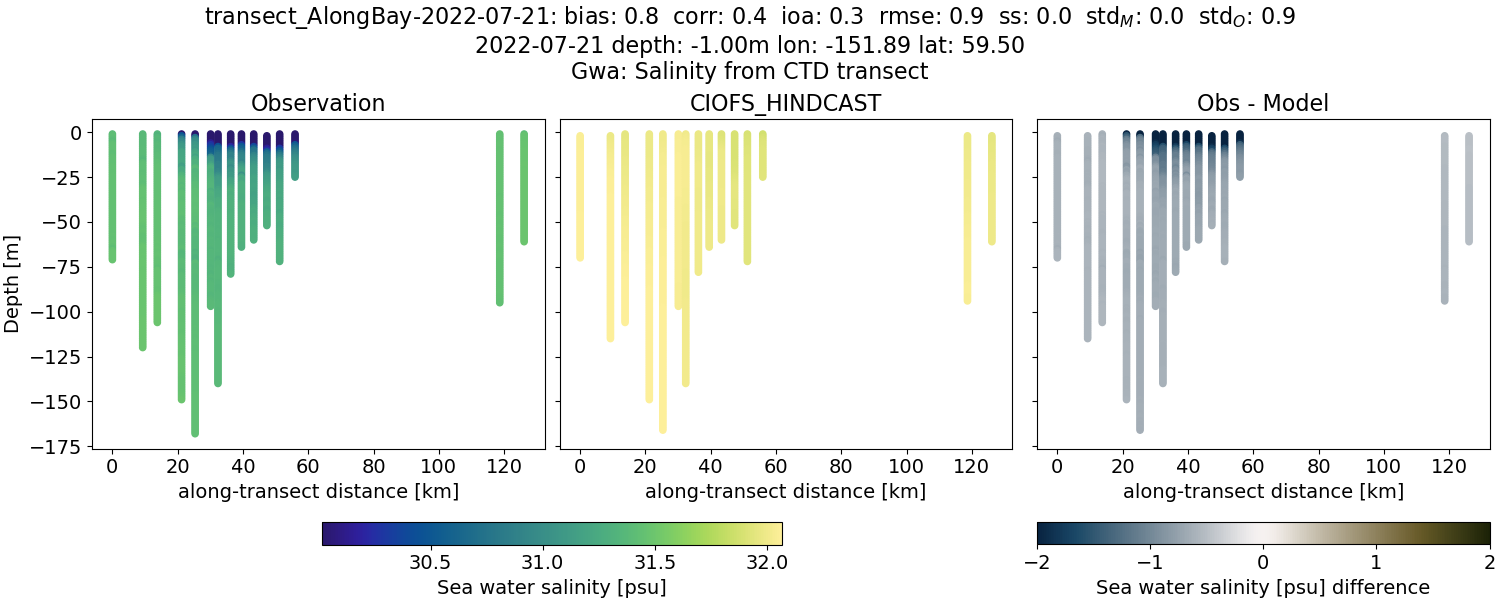 transect_AlongBay-2022-07-21: bias: 0.8 corr: 0.4 ioa: 0.3 rmse: 0.9 ss: 0.0 std_M: 0.0 std_O: 0.9
2022-07-21 depth: -1.00m lon: -151.89 lat: 59.50
Gwa: Salinity from CTD transect
Observation
CIOFS_HINDCAST
Obs - Model
Depth [m]
0
−25
−50
−75
−100
−125
−150
−175
0 20 40 60 80 100 120
0 20 40 60 80 100 120
0 20 40 60 80 100 120
along-transect distance [km]
along-transect distance [km]
along-transect distance [km]
30.5 31.0 31.5 32.0
Sea water salinity [psu]
−2 −1 0 1 2
Sea water salinity [psu] difference